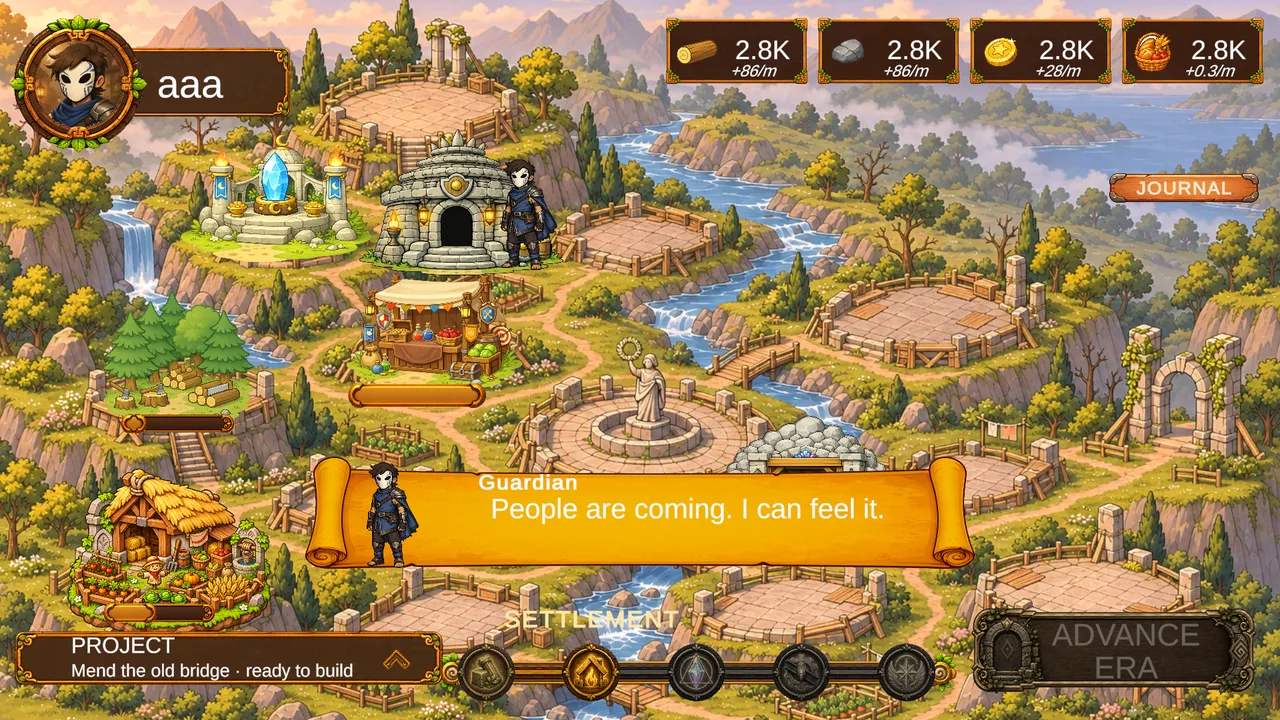 aaa
2.8K
+86/m
2.8K
+86/m
2.8K
+28/m
2.8K
+0.3/m
JOURNAL
Guardian
People are coming. I can feel it.
SETTLEMENT
PROJECT
Mend the old bridge · ready to build
ADVANCE
ERA